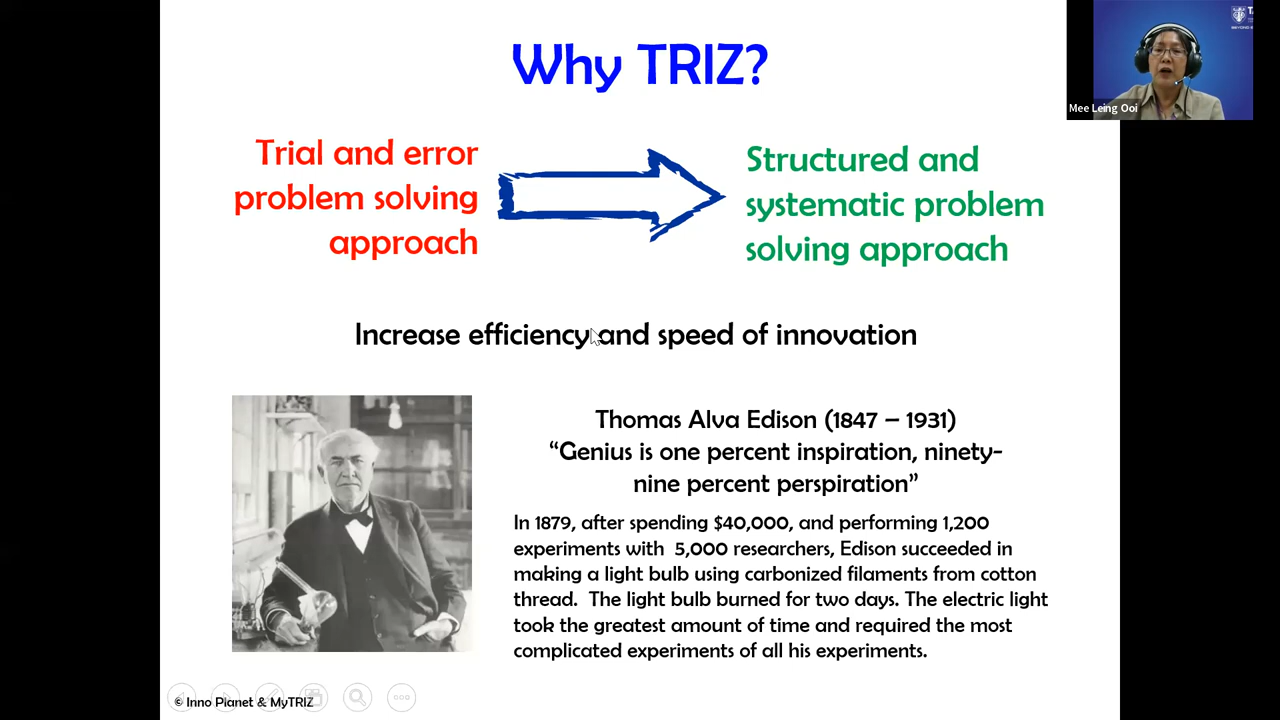 Why TRIZ?
Mee Leing Ooi
Trial and error
problem solving
approach
Structured and
systematic problem
solving approach
Increase efficiency and speed of innovation
Thomas Alva Edison (1847 – 1931)
“Genius is one percent inspiration, ninety-
nine percent perspiration”
In 1879, after spending $40,000, and performing 1,200
experiments with 5,000 researchers, Edison succeeded in
making a light bulb using carbonized filaments from cotton
thread. The light bulb burned for two days. The electric light
took the greatest amount of time and required the most
complicated experiments of all his experiments.
© Inno Planet & MyTRIZ